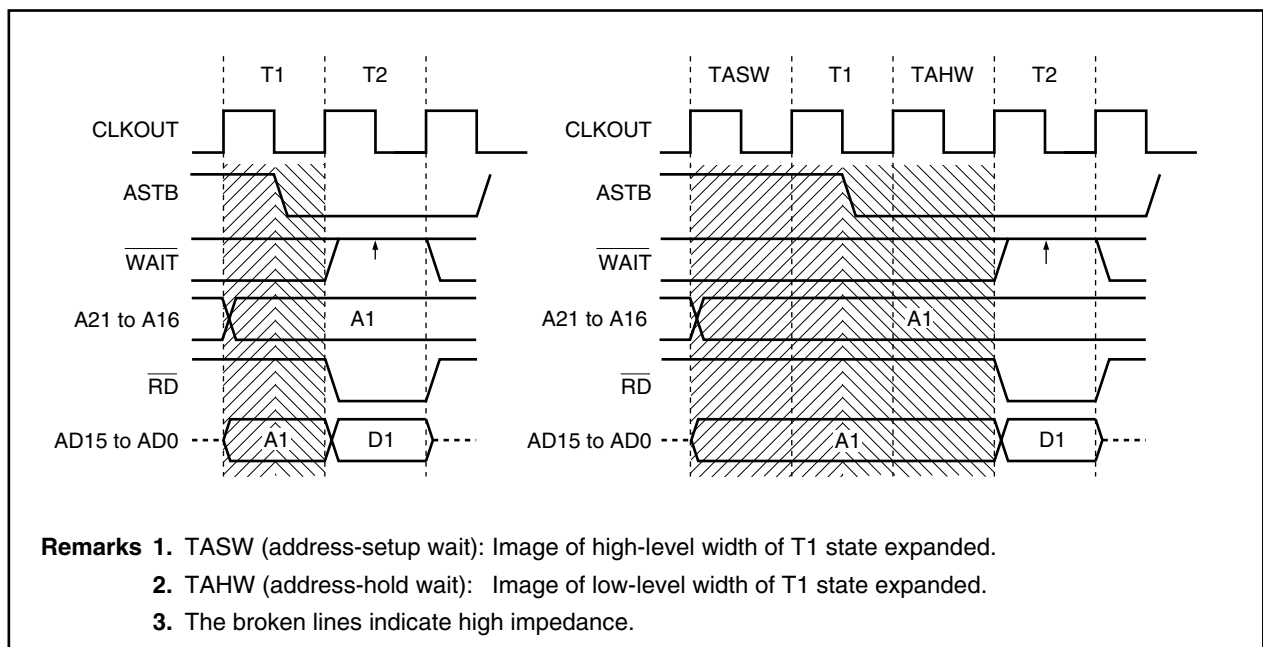 T1 T2 TASW T1 TAHW T2
CLKOUT CLKOUT
ASTB ASTB
WAIT WAIT
A21 to A16 A1 A21 to A16 A1
RD RD
AD15 to AD0 A1 D1 AD15 to AD0 A1 D1
Remarks 1. TASW (address-setup wait): Image of high-level width of T1 state expanded.
2. TAHW (address-hold wait): Image of low-level width of T1 state expanded.
3. The broken lines indicate high impedance.